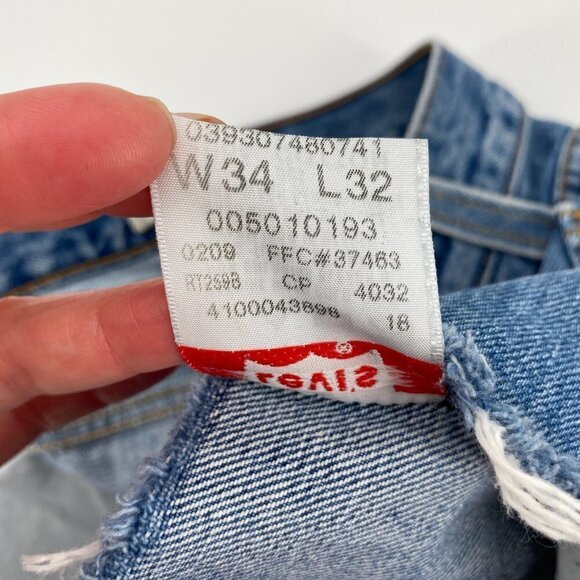 039307480741
W34 L32
005010193
0209 FFC#37463
RT259B CP 4032
4100043898 18
Levi's